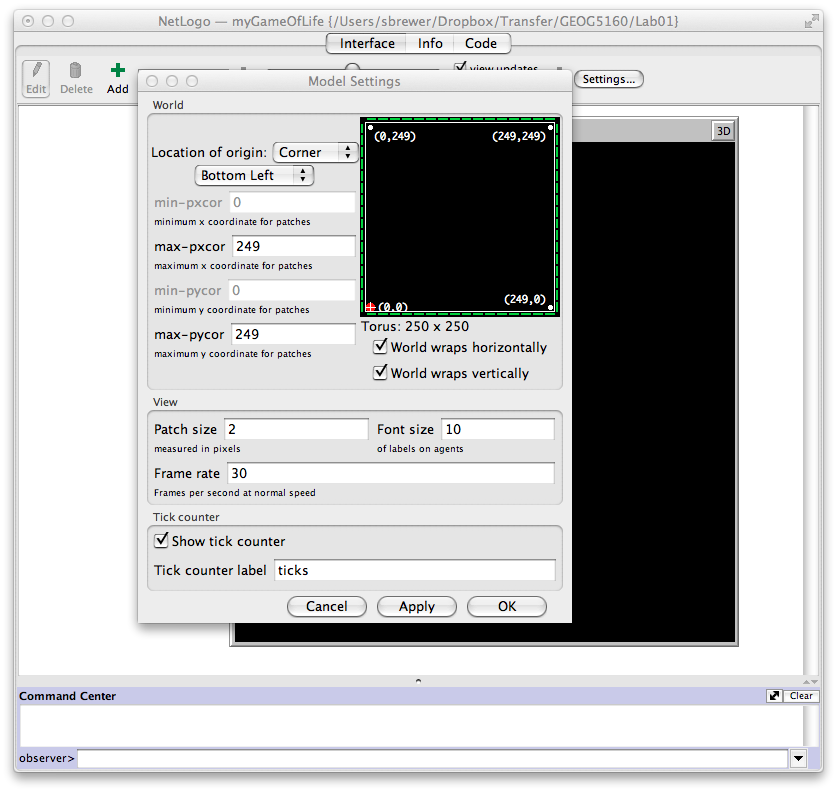 NetLogo — myGameOfLife {/Users/sbrewer/Dropbox/Transfer/GEOG5160/Lab01}
Interface Info Code
Edit Delete Add view updates Settings...
Model Settings
3D
World
Location of origin: Corner
Bottom Left
(0,249) (249,249)
min-pxcor 0
minimum x coordinate for patches
max-pxcor 249
maximum x coordinate for patches
min-pycor 0
minimum y coordinate for patches
(249,0)
(0,0)
max-pycor 249
maximum y coordinate for patches
Torus: 250 x 250
World wraps horizontally
World wraps vertically
View
Patch size 2 Font size 10
measured in pixels of labels on agents
Frame rate 30
Frames per second at normal speed
Tick counter
Show tick counter
Tick counter label ticks
Cancel Apply OK
Command Center Clear
observer>